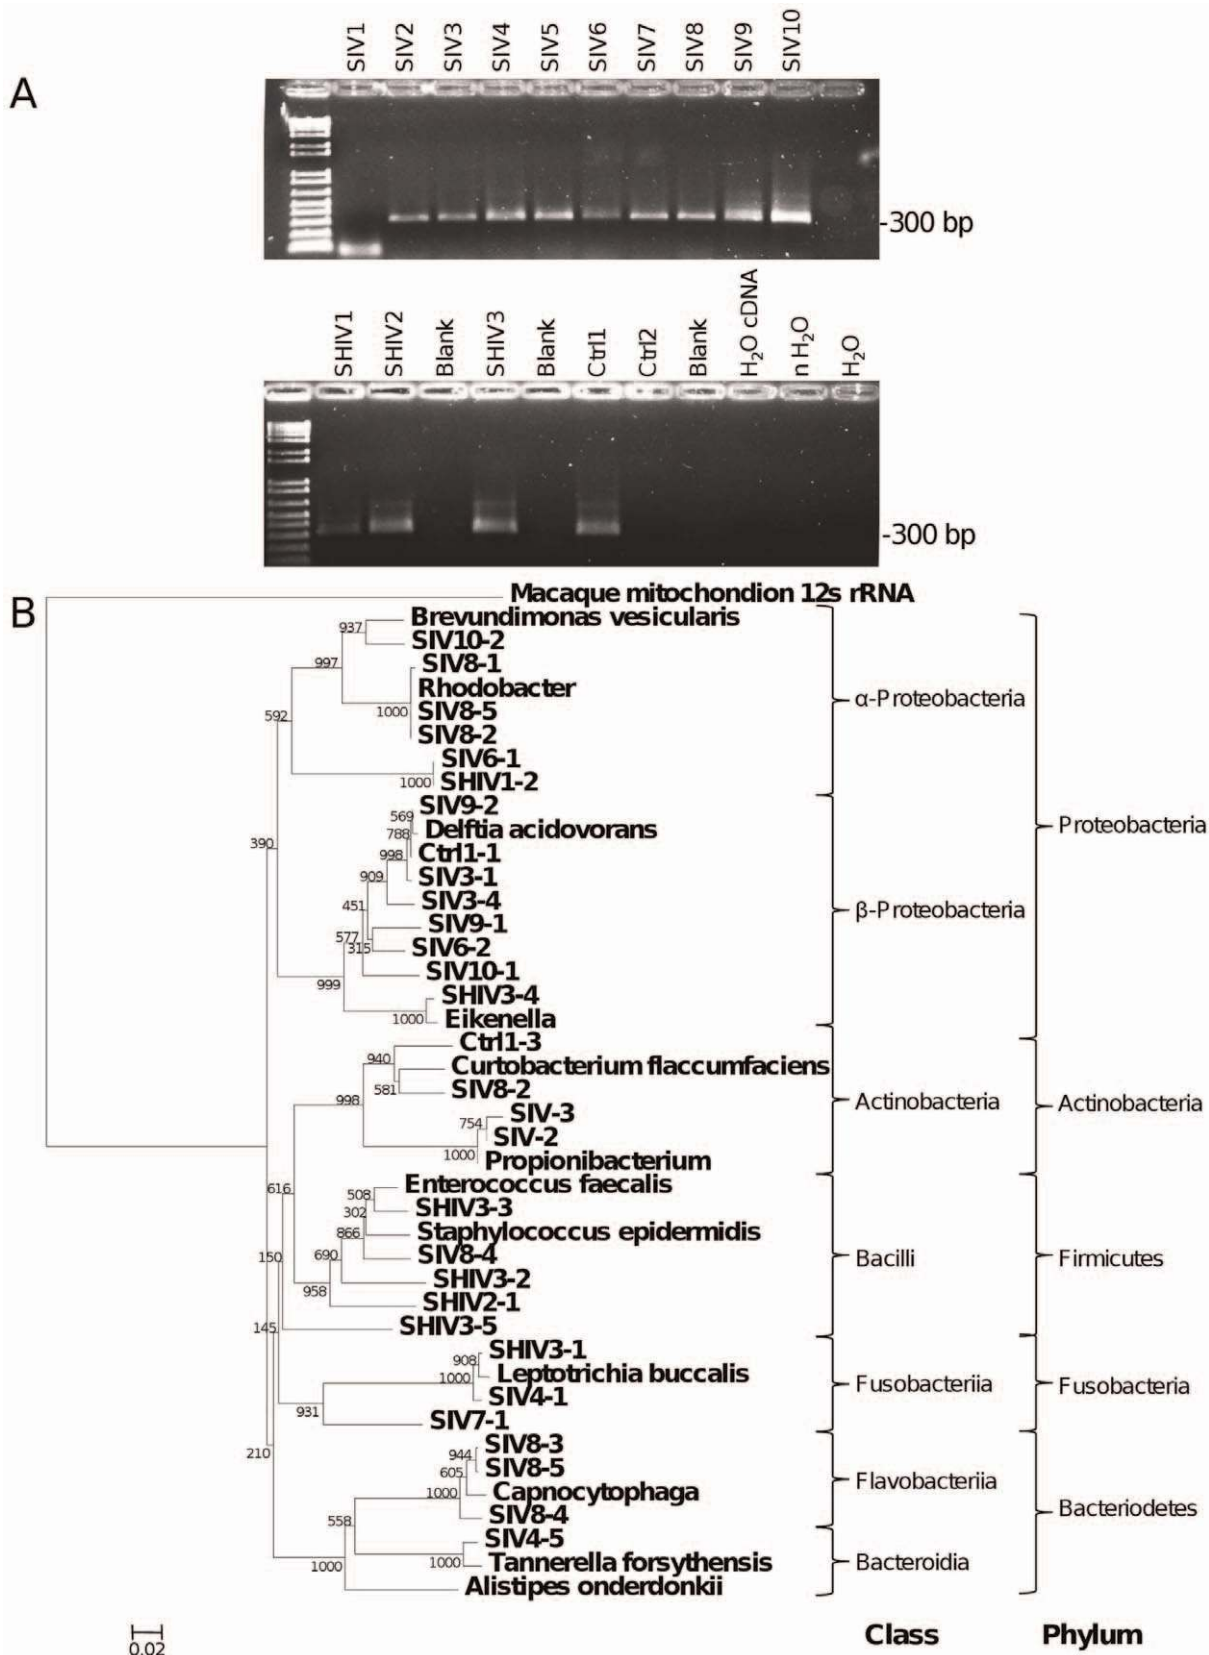 A
SIV1 SIV2 SIV3 SIV4 SIV5 SIV6 SIV7 SIV8 SIV9 SIV10
-300 bp
SHIV1 SHIV2 Blank SHIV3 Blank Ctrl1 Ctrl2 Blank H₂O cDNA n H₂O H₂O
-300 bp
B
Macaque mitochondion 12s rRNA
Brevundimonas vesicularis
937
SIV10-2
SIV8-1
997
Rhodobacter
α-Proteobacteria
SIV8-5
1000
592
SIV8-2
SIV6-1
SHIV1-2
1000
SIV9-2
569
Delftia acidovorans
Proteobacteria
788
390
Ctrl1-1
998
SIV3-1
909
SIV3-4
451
β-Proteobacteria
SIV9-1
577
SIV6-2
315
SIV10-1
999
SHIV3-4
Eikenella
1000
Ctrl1-3
940
Curtobacterium flaccumfaciens
SIV8-2
581
998
Actinobacteria
Actinobacteria
SIV-3
754
SIV-2
1000
Propionibacterium
Enterococcus faecalis
616
508
SHIV3-3
302
Staphylococcus epidermidis
866
SIV8-4
690
150
Bacilli
Firmicutes
SHIV3-2
958
SHIV2-1
SHIV3-5
145
SHIV3-1
908
Leptotrichia buccalis
1000
Fusobacteriia
Fusobacteria
SIV4-1
931
SIV7-1
SIV8-3
210
944
SIV8-5
605
Flavobacteriia
Capnocytophaga
1000
Bacteriodetes
SIV8-4
558
SIV4-5
Tannerella forsythensis
1000
1000
Bacteroidia
Alistipes onderdonkii
0.02
Class
Phylum